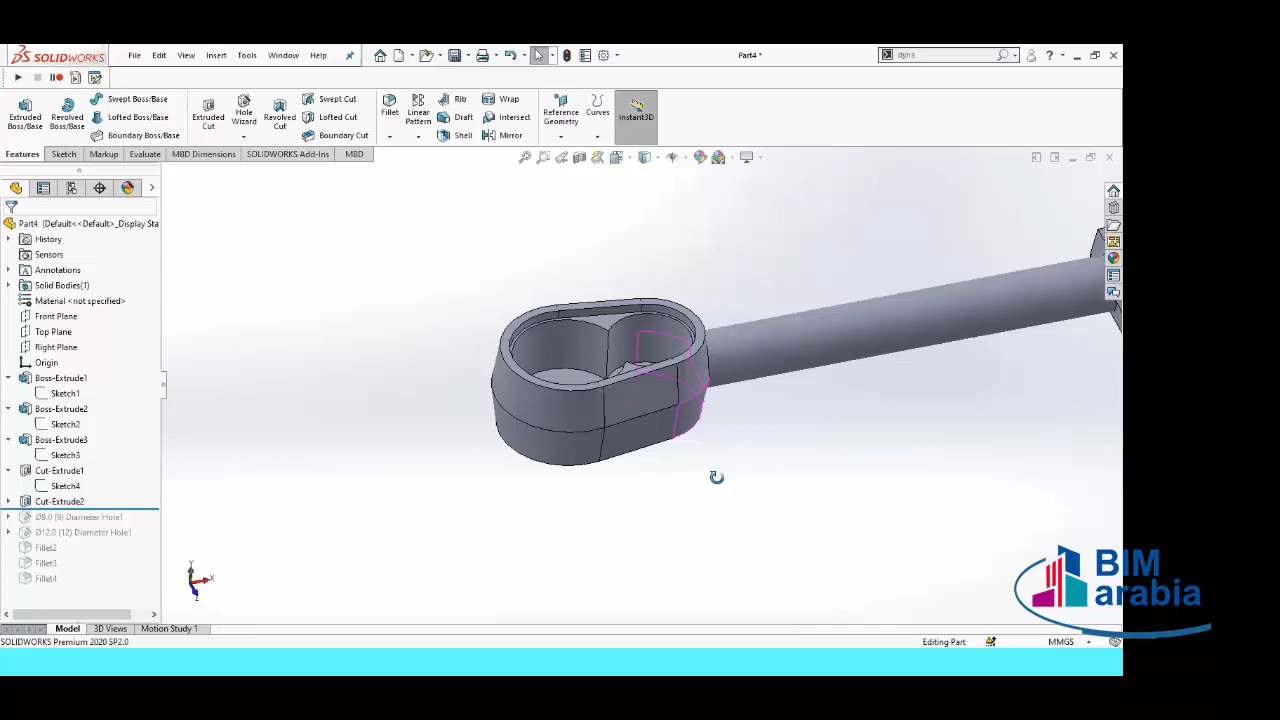 SOLIDWORKS File Edit View Insert Tools Window Help Part4 * dyna
Extruded Boss/Base
Revolved Boss/Base
Swept Boss/Base
Lofted Boss/Base
Boundary Boss/Base
Extruded Cut
Hole Wizard
Revolved Cut
Swept Cut
Lofted Cut
Boundary Cut
Fillet
Linear Pattern
Rib
Draft
Shell
Wrap
Intersect
Mirror
Reference Geometry
Curves
Instant3D
Features Sketch Markup Evaluate MBD Dimensions SOLIDWORKS Add-Ins MBD
Part4 (Default<<Default>_Display Sta
History
Sensors
Annotations
Solid Bodies(1)
Material <not specified>
Front Plane
Top Plane
Right Plane
Origin
Boss-Extrude1
Sketch1
Boss-Extrude2
Sketch2
Boss-Extrude3
Sketch3
Cut-Extrude1
Sketch4
Cut-Extrude2
Ø9.0 (9) Diameter Hole1
Ø12.0 (12) Diameter Hole1
Fillet2
Fillet3
Fillet4
Y
X
Z
BIM
arabia
Model 3D Views Motion Study 1
SOLIDWORKS Premium 2020 SP2.0 Editing Part MMGS